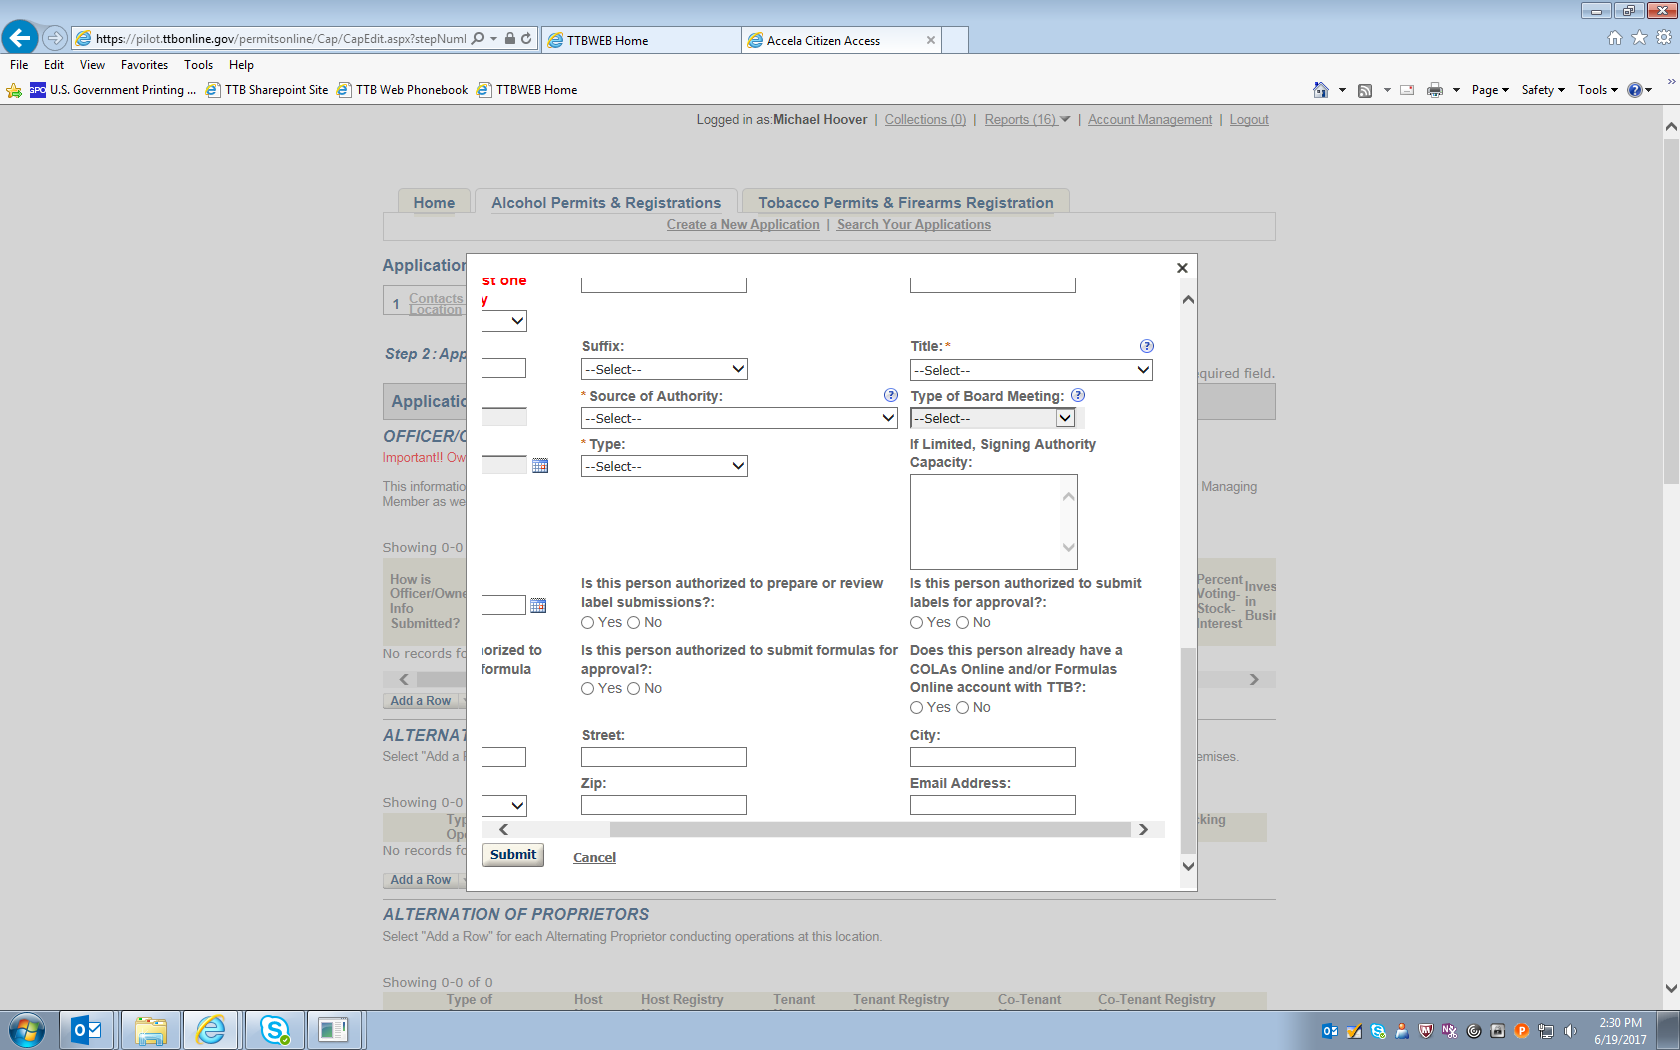 https://pilot.ttbonline.gov/permitsonline/Cap/CapEdit.aspx?stepNuml
TTBWEB Home
Accela Citizen Access
File Edit View Favorites Tools Help
GPO U.S. Government Printing ... TTB Sharepoint Site TTB Web Phonebook TTBWEB Home
Page Safety Tools
Logged in as:Michael Hoover | Collections (0) | Reports (16) | Account Management | Logout
Home Alcohol Permits & Registrations Tobacco Permits & Firearms Registration
Create a New Application | Search Your Applications
Application
1 Contacts
Location
Step 2: App
quired field.
Applicatio
OFFICER/O
Important!! Ow
This informatio
Managing
Member as we
Showing 0-0
How is
Officer/Owne
Info
Submitted?
Percent
Voting-
Stock-
Interest
Inves
in
Busin
No records fo
Add a Row
ALTERNAT
Select "Add a R
emises.
Showing 0-0
Typ
Op
king
No records fo
Add a Row
st one
y
Suffix:
--Select--
Title: *
--Select--
* Source of Authority:
--Select--
Type of Board Meeting:
--Select--
* Type:
--Select--
If Limited, Signing Authority
Capacity:
Is this person authorized to prepare or review
label submissions?:
Yes No
Is this person authorized to submit
labels for approval?:
Yes No
orized to
formula
Is this person authorized to submit formulas for
approval?:
Yes No
Does this person already have a
COLAs Online and/or Formulas
Online account with TTB?:
Yes No
Street:
City:
Zip:
Email Address:
Submit Cancel
ALTERNATION OF PROPRIETORS
Select "Add a Row" for each Alternating Proprietor conducting operations at this location.
Showing 0-0 of 0
Type of Host Host Registry Tenant Tenant Registry Co-Tenant Co-Tenant Registry
2:30 PM
6/19/2017